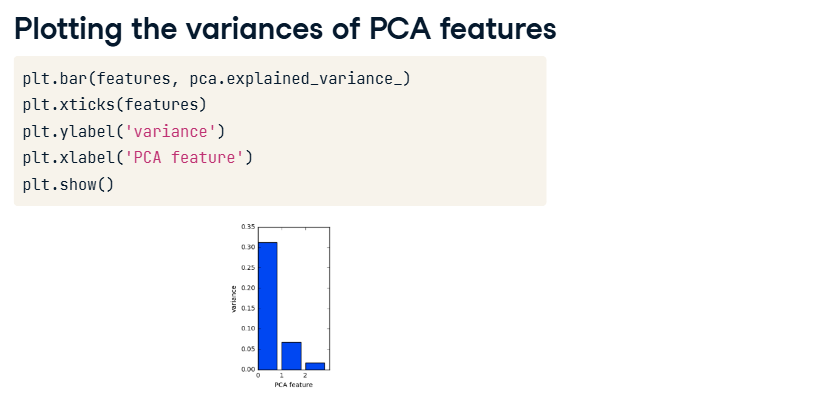 Plotting the variances of PCA features
plt.bar(features, pca.explained_variance_)
plt.xticks(features)
plt.ylabel('variance')
plt.xlabel('PCA feature')
plt.show()
0.35
0.30
0.25
0.20
0.15
0.10
0.05
0.00
variance
0 1 2
PCA feature